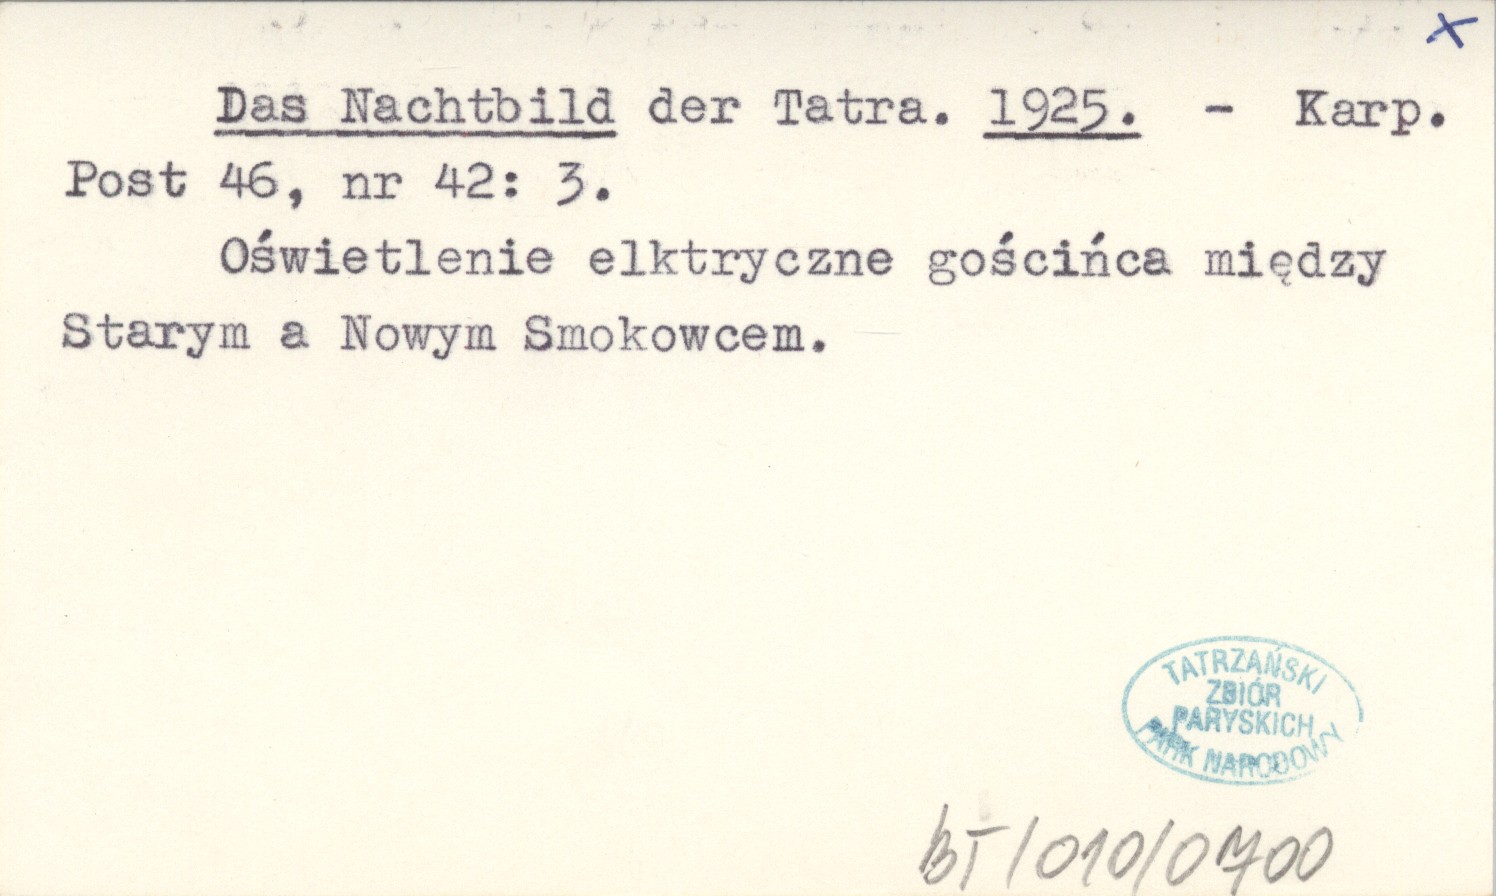 x
Das Nachtbild der Tatra. 1925. - Karp.
Post 46, nr 42: 3.
Oświetlenie elktryczne gościńca między
Starym a Nowym Smokowcem.
TATRZAŃSKI
ZBIÓR
PARYSKICH
PARK NARODOWY
BT/010/0700